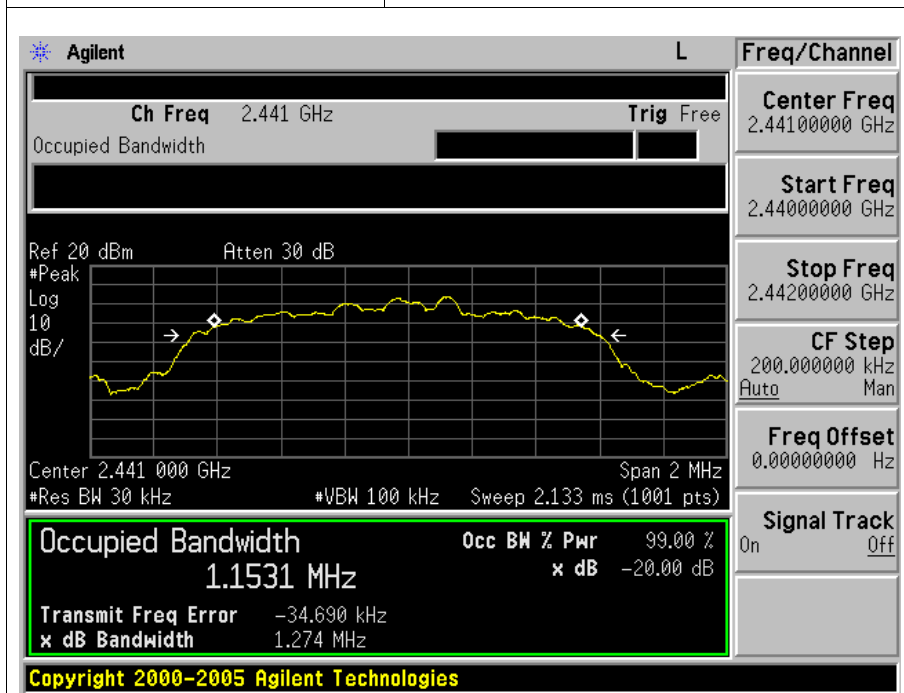 Agilent L Freq/Channel
Ch Freq 2.441 GHz Trig Free
Occupied Bandwidth
Center Freq
2.44100000 GHz
Start Freq
2.44000000 GHz
Stop Freq
2.44200000 GHz
CF Step
200.000000 kHz
Auto Man
Freq Offset
0.00000000 Hz
Signal Track
On Off
Ref 20 dBm Atten 30 dB
#Peak
Log
10
dB/
Center 2.441 000 GHz Span 2 MHz
#Res BW 30 kHz #VBW 100 kHz Sweep 2.133 ms (1001 pts)
Occupied Bandwidth
1.1531 MHz
Occ BW % Pwr 99.00 %
x dB -20.00 dB
Transmit Freq Error -34.690 kHz
x dB Bandwidth 1.274 MHz
Copyright 2000-2005 Agilent Technologies